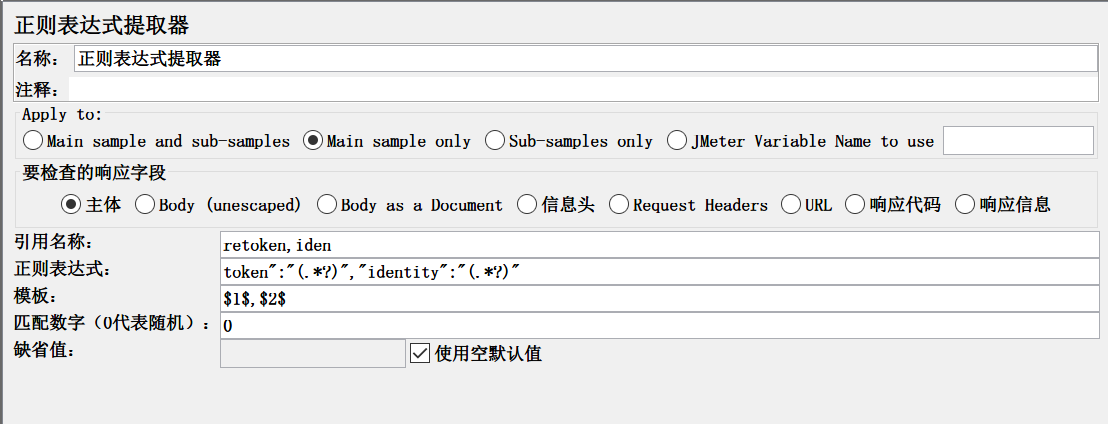 正则表达式提取器
名称： 正则表达式提取器
注释：
Apply to:
Main sample and sub-samples Main sample only Sub-samples only JMeter Variable Name to use
要检查的响应字段
主体 Body (unescaped) Body as a Document 信息头 Request Headers URL 响应代码 响应信息
引用名称： retoken,iden
正则表达式： token":"(.*?)","identity":"(.*?)"
模板： $1$,$2$
匹配数字（0代表随机）： 0
缺省值： 使用空默认值